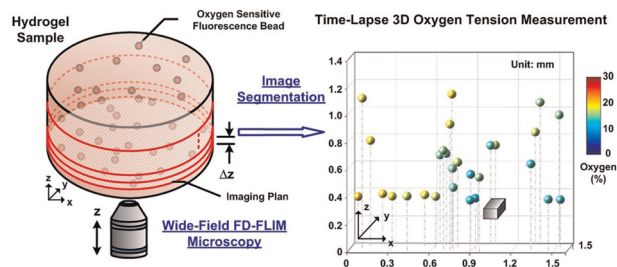 Hydrogel
Sample
Oxygen Sensitive
Fluorescence Bead
Δz
Imaging Plan
z
y
x
z
Wide-Field FD-FLIM
Microscopy
Image
Segmentation
Time-Lapse 3D Oxygen Tension Measurement
Unit: mm
1.4
1.2
1.0
0.8
0.6
0.4
0.2
0
0
0.3
0.6
0.9
1.2
1.5
1.5
z
y
x
30
20
10
0
Oxygen
(%)